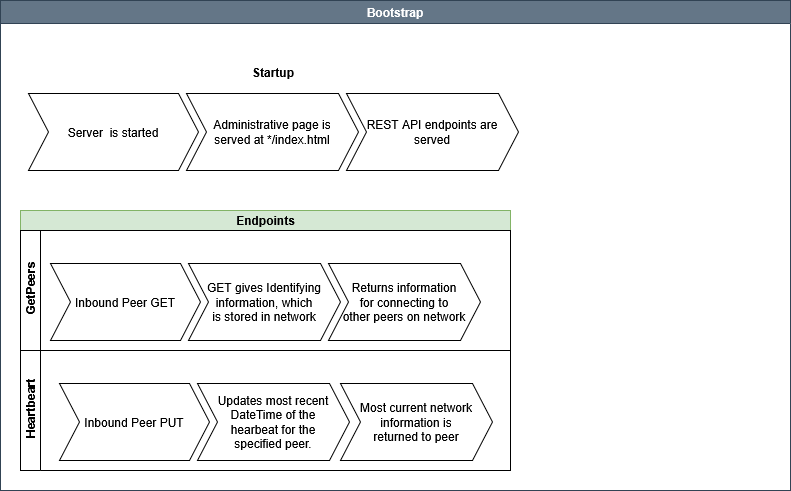 Bootstrap
Startup
Server is started
Administrative page is
served at */index.html
REST API endpoints are
served
Endpoints
GetPeers
Inbound Peer GET
GET gives Identifying
information, which
is stored in network
Returns information
for connecting to
other peers on network
Heartbeart
Inbound Peer PUT
Updates most recent
DateTime of the
hearbeat for the
specified peer.
Most current network
information is
returned to peer